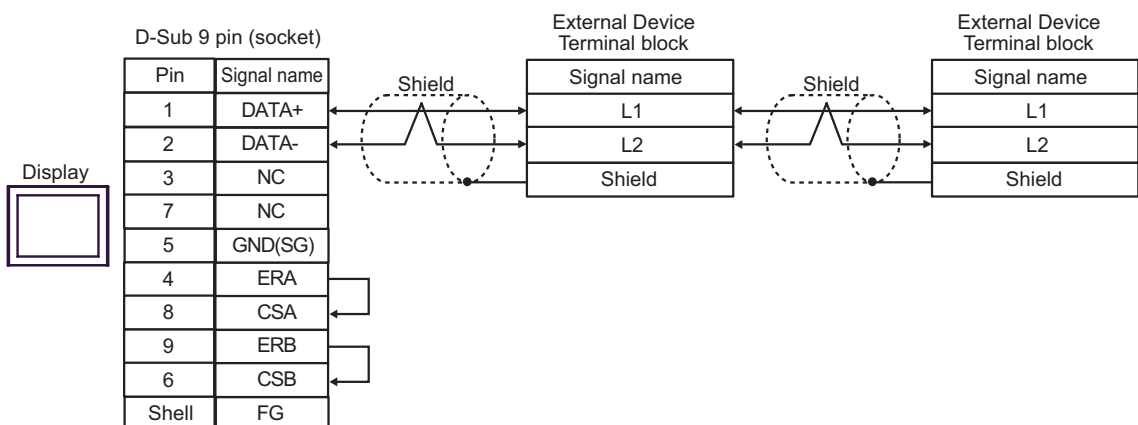 D-Sub 9 pin (socket)
External Device
Terminal block
External Device
Terminal block
Pin Signal name Shield Signal name Shield Signal name
1 DATA+ L1 L1
2 DATA- L2 L2
Display
3 NC Shield Shield
7 NC
5 GND(SG)
4 ERA
8 CSA
9 ERB
6 CSB
Shell FG